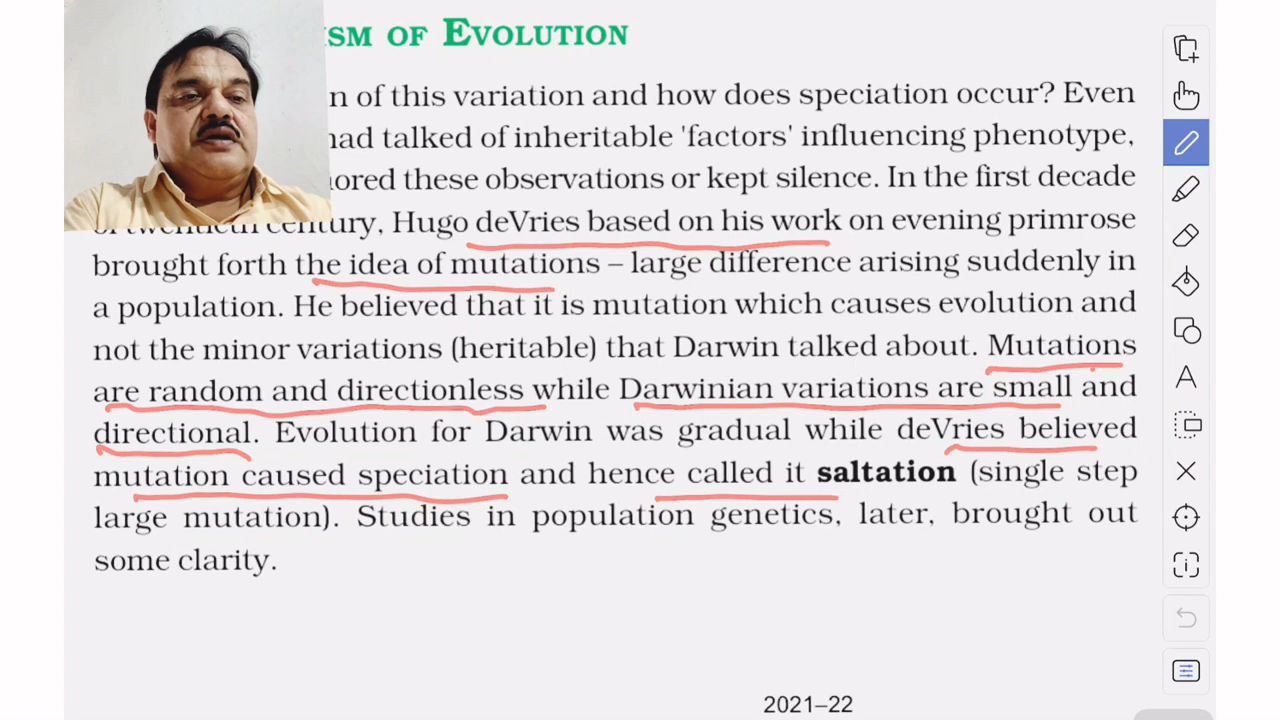 ISM OF EVOLUTION
n of this variation and how does speciation occur? Even
had talked of inheritable 'factors' influencing phenotype,
ored these observations or kept silence. In the first decade
of twentieth century, Hugo deVries based on his work on evening primrose
brought forth the idea of mutations – large difference arising suddenly in
a population. He believed that it is mutation which causes evolution and
not the minor variations (heritable) that Darwin talked about. Mutations
are random and directionless while Darwinian variations are small and
directional. Evolution for Darwin was gradual while deVries believed
mutation caused speciation and hence called it saltation (single step
large mutation). Studies in population genetics, later, brought out
some clarity.
2021–22